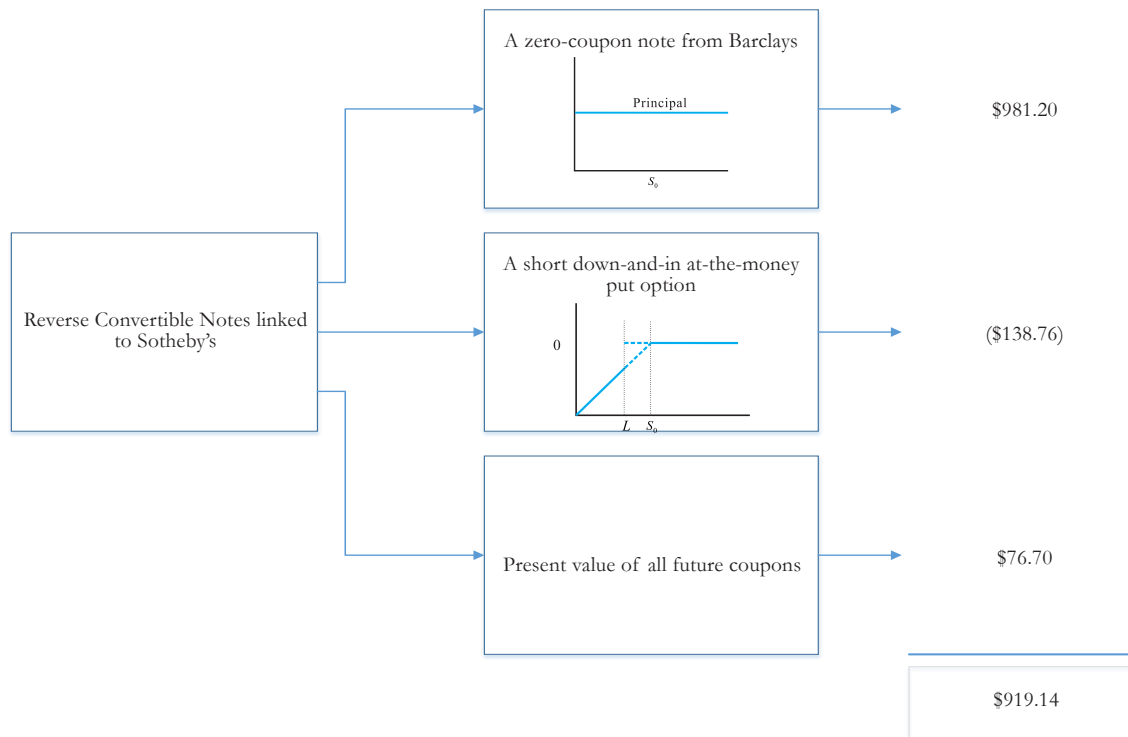 A zero-coupon note from Barclays
Principal
S₀
$981.20
Reverse Convertible Notes linked
to Sotheby's
A short down-and-in at-the-money
put option
0
L S₀
($138.76)
Present value of all future coupons
$76.70
$919.14